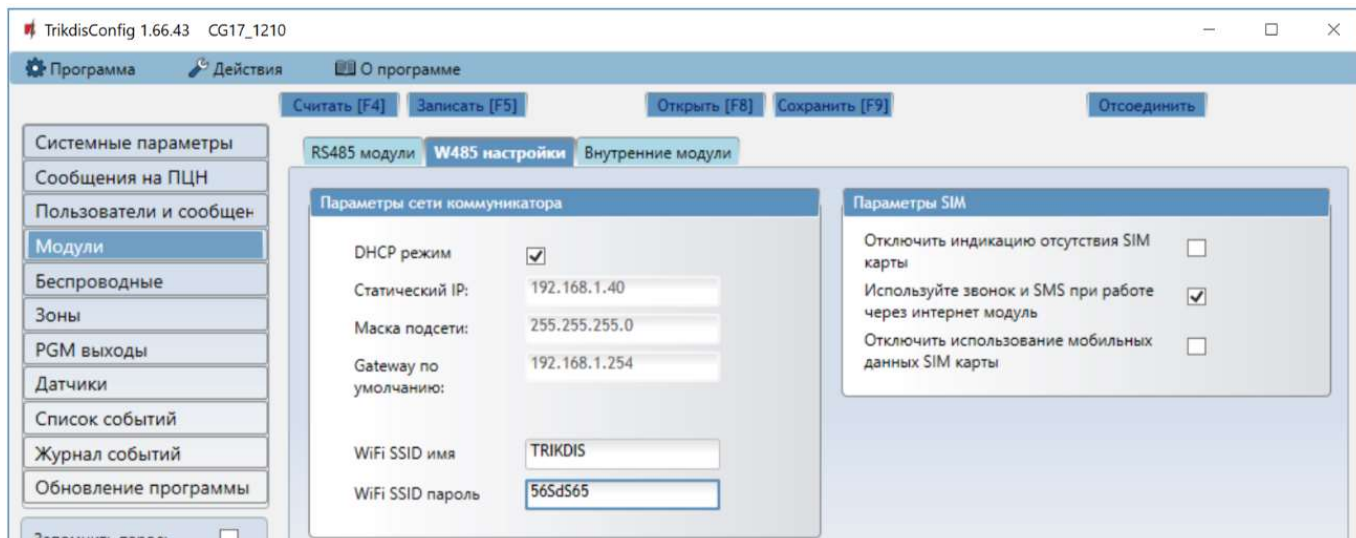 TrikdisConfig 1.66.43 CG17_1210
Программа Действия О программе
Считать [F4] Записать [F5] Открыть [F8] Сохранить [F9] Отсоединить
Системные параметры
Сообщения на ПЦН
Пользователи и сообщен
Модули
Беспроводные
Зоны
PGM выходы
Датчики
Список событий
Журнал событий
Обновление программы
RS485 модули W485 настройки Внутренние модули
Параметры сети коммуникатора
DHCP режим
Статический IP: 192.168.1.40
Маска подсети: 255.255.255.0
Gateway по 192.168.1.254
умолчанию:
WiFi SSID имя TRIKDIS
WiFi SSID пароль 56SdS65
Параметры SIM
Отключить индикацию отсутствия SIM
карты
Используйте звонок и SMS при работе
через интернет модуль
Отключить использование мобильных
данных SIM карты